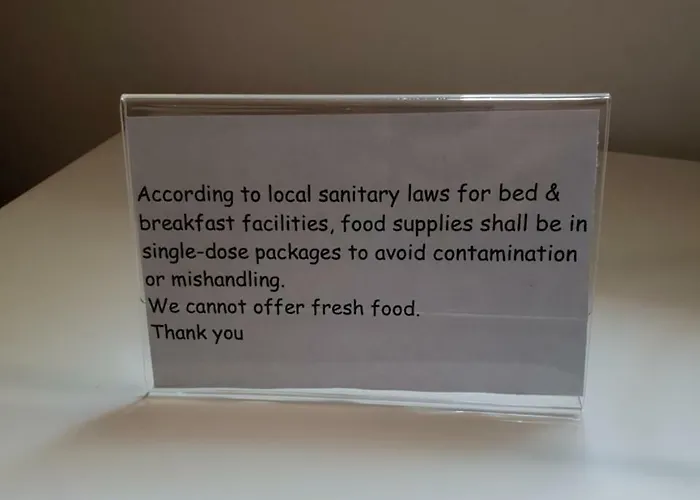 According to local sanitary laws for bed &
breakfast facilities, food supplies shall be in
single-dose packages to avoid contamination
or mishandling.
We cannot offer fresh food.
Thank you